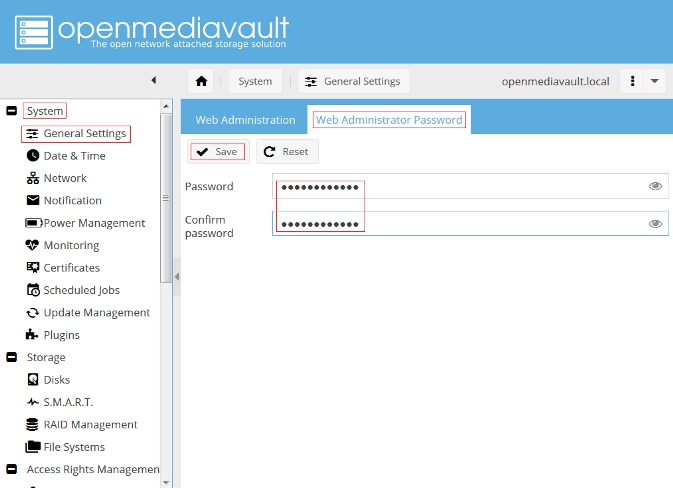 openmediavault
The open network attached storage solution
System
General Settings
openmediavault.local
System
General Settings
Date & Time
Network
Notification
Power Management
Monitoring
Certificates
Scheduled Jobs
Update Management
Plugins
Storage
Disks
S.M.A.R.T.
RAID Management
File Systems
Access Rights Managemen
Web Administration
Web Administrator Password
Save
Reset
Password
Confirm
password